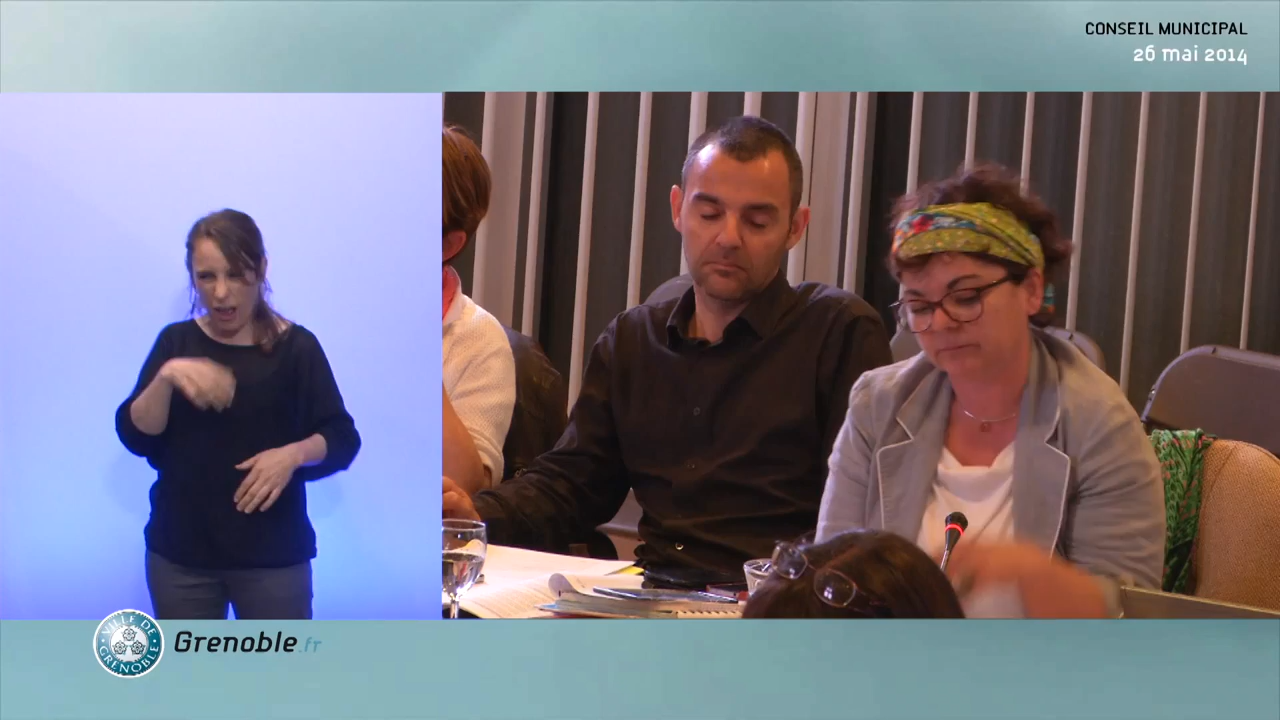 CONSEIL MUNICIPAL
26 mai 2014
VILLE DE
GRENOBLE
Grenoble.fr